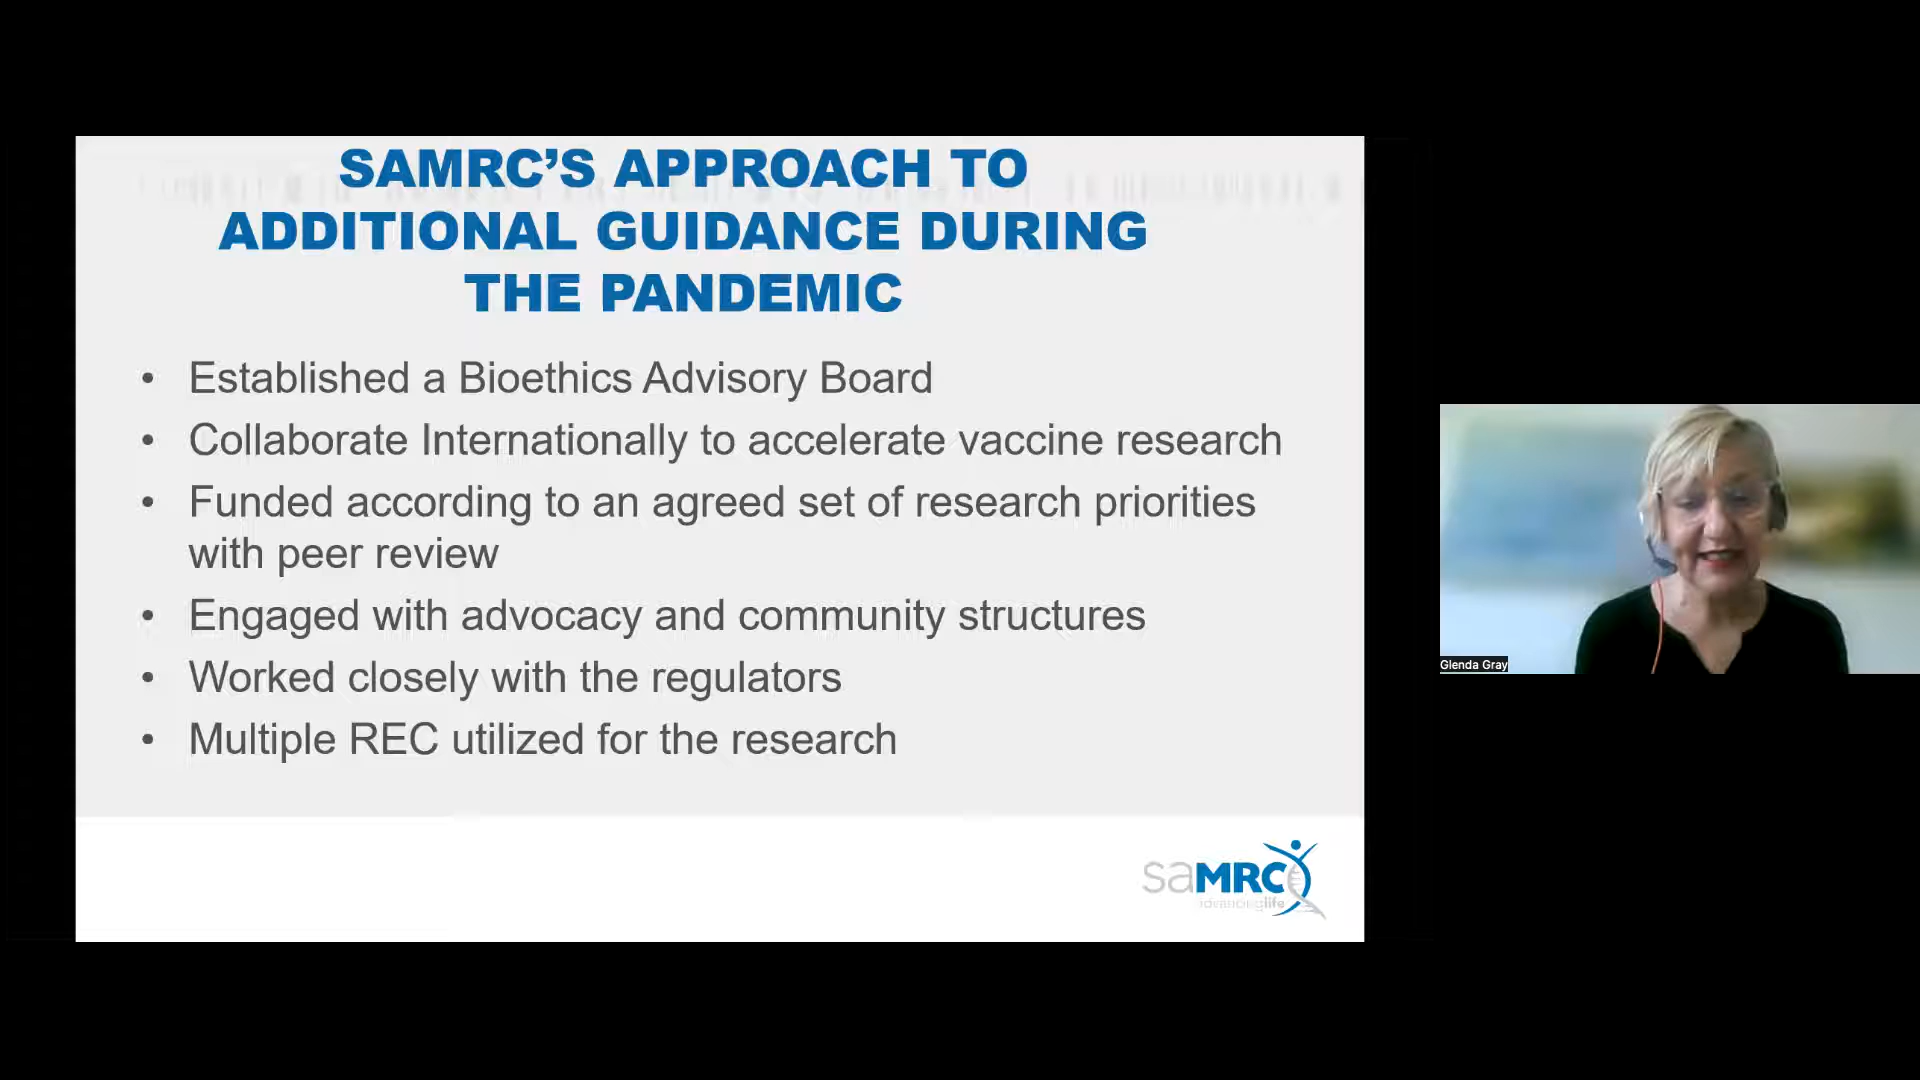 SAMRC’S APPROACH TO
ADDITIONAL GUIDANCE DURING
THE PANDEMIC
• Established a Bioethics Advisory Board
• Collaborate Internationally to accelerate vaccine research
• Funded according to an agreed set of research priorities
with peer review
• Engaged with advocacy and community structures
• Worked closely with the regulators
• Multiple REC utilized for the research
saMRC
advancinglife
Glenda Gray